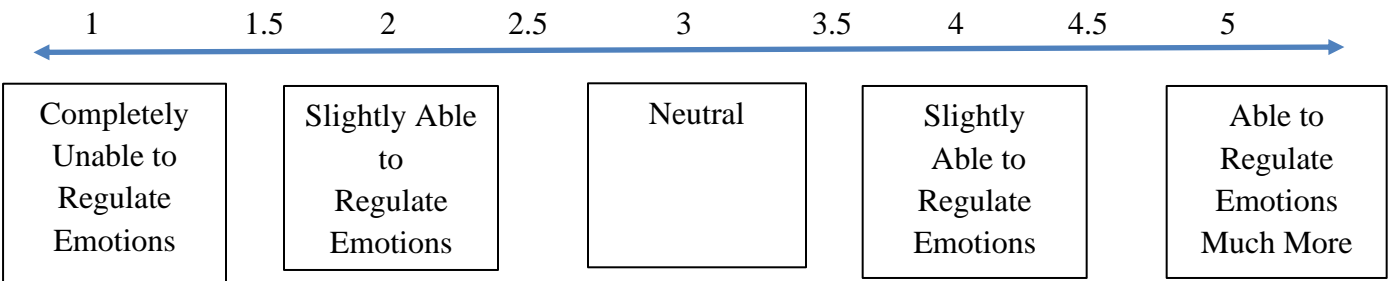 1 1.5 2 2.5 3 3.5 4 4.5 5
Completely
Unable to
Regulate
Emotions
Slightly Able
to
Regulate
Emotions
Neutral
Slightly
Able to
Regulate
Emotions
Able to
Regulate
Emotions
Much More